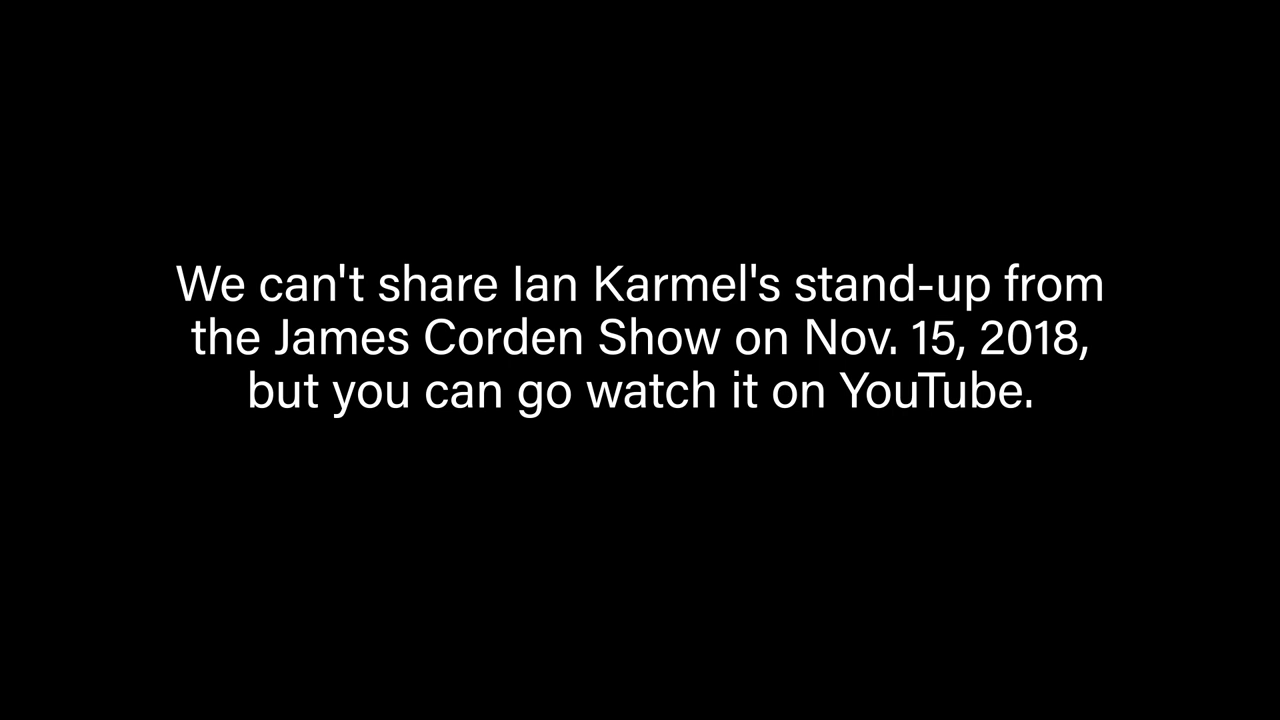 We can't share Ian Karmel's stand-up from
the James Corden Show on Nov. 15, 2018,
but you can go watch it on YouTube.